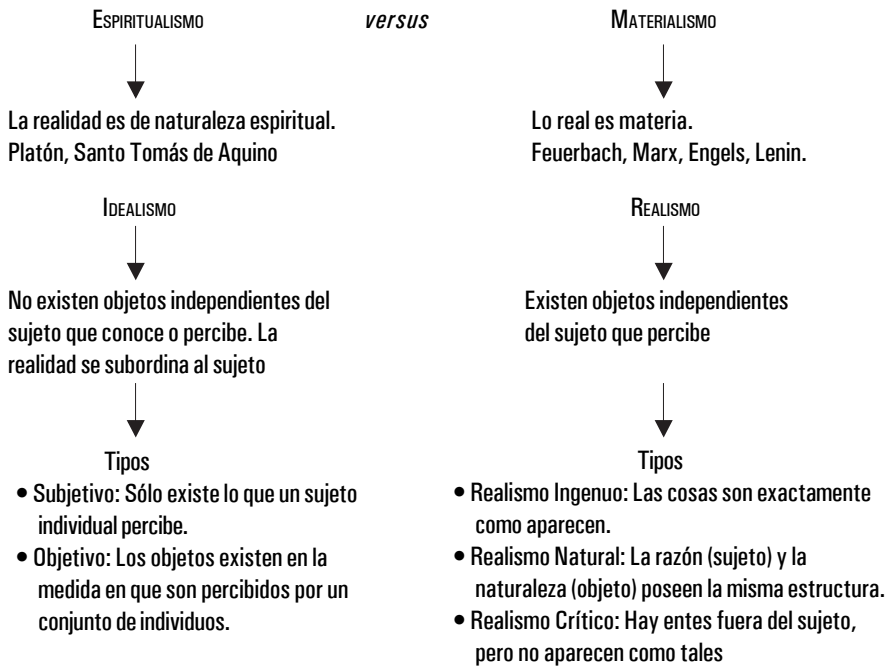 ESPIRITUALISMO versus MATERIALISMO
La realidad es de naturaleza espiritual.
Platón, Santo Tomás de Aquino
Lo real es materia.
Feuerbach, Marx, Engels, Lenin.
IDEALISMO
REALISMO
No existen objetos independientes del
sujeto que conoce o percibe. La
realidad se subordina al sujeto
Existen objetos independientes
del sujeto que percibe
Tipos
• Subjetivo: Sólo existe lo que un sujeto
individual percibe.
• Objetivo: Los objetos existen en la
medida en que son percibidos por un
conjunto de individuos.
Tipos
• Realismo Ingenuo: Las cosas son exactamente
como aparecen.
• Realismo Natural: La razón (sujeto) y la
naturaleza (objeto) poseen la misma estructura.
• Realismo Crítico: Hay entes fuera del sujeto,
pero no aparecen como tales